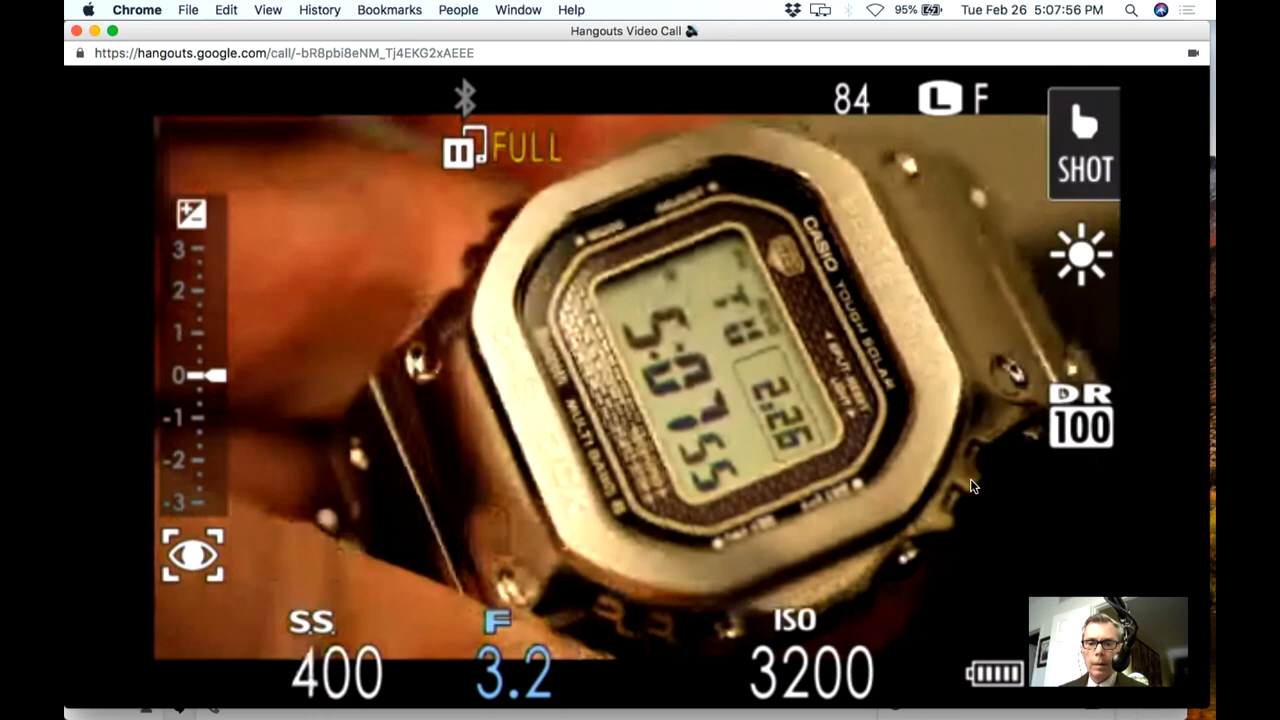 Chrome File Edit View History Bookmarks People Window Help 95% Tue Feb 26 5:07:56 PM
Hangouts Video Call
https://hangouts.google.com/call/-bR8pbi8eNM_Tj4EKG2xAEEE
84 L F
FULL
SHOT
3
2
1
0
-1
-2
-3
ADJUST
CASIO TOUGH SOLAR
TU 2.26
5:07 55
MULTI BAND 6
DR
100
S.S. 400
F 3.2
ISO 3200